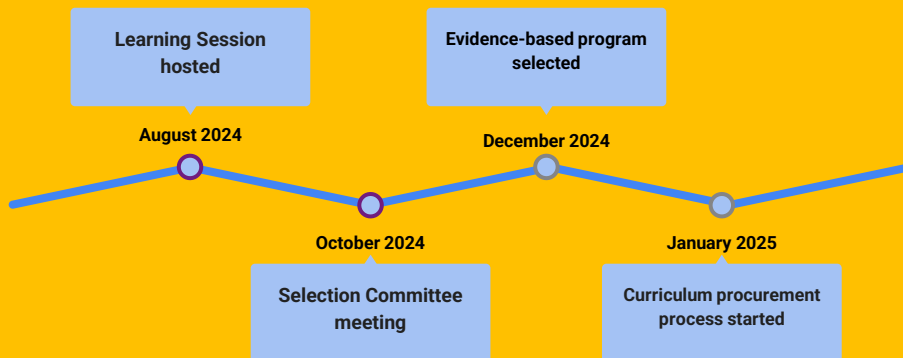 Learning Session
hosted
August 2024
October 2024
Selection Committee
meeting
Evidence-based program
selected
December 2024
January 2025
Curriculum procurement
process started